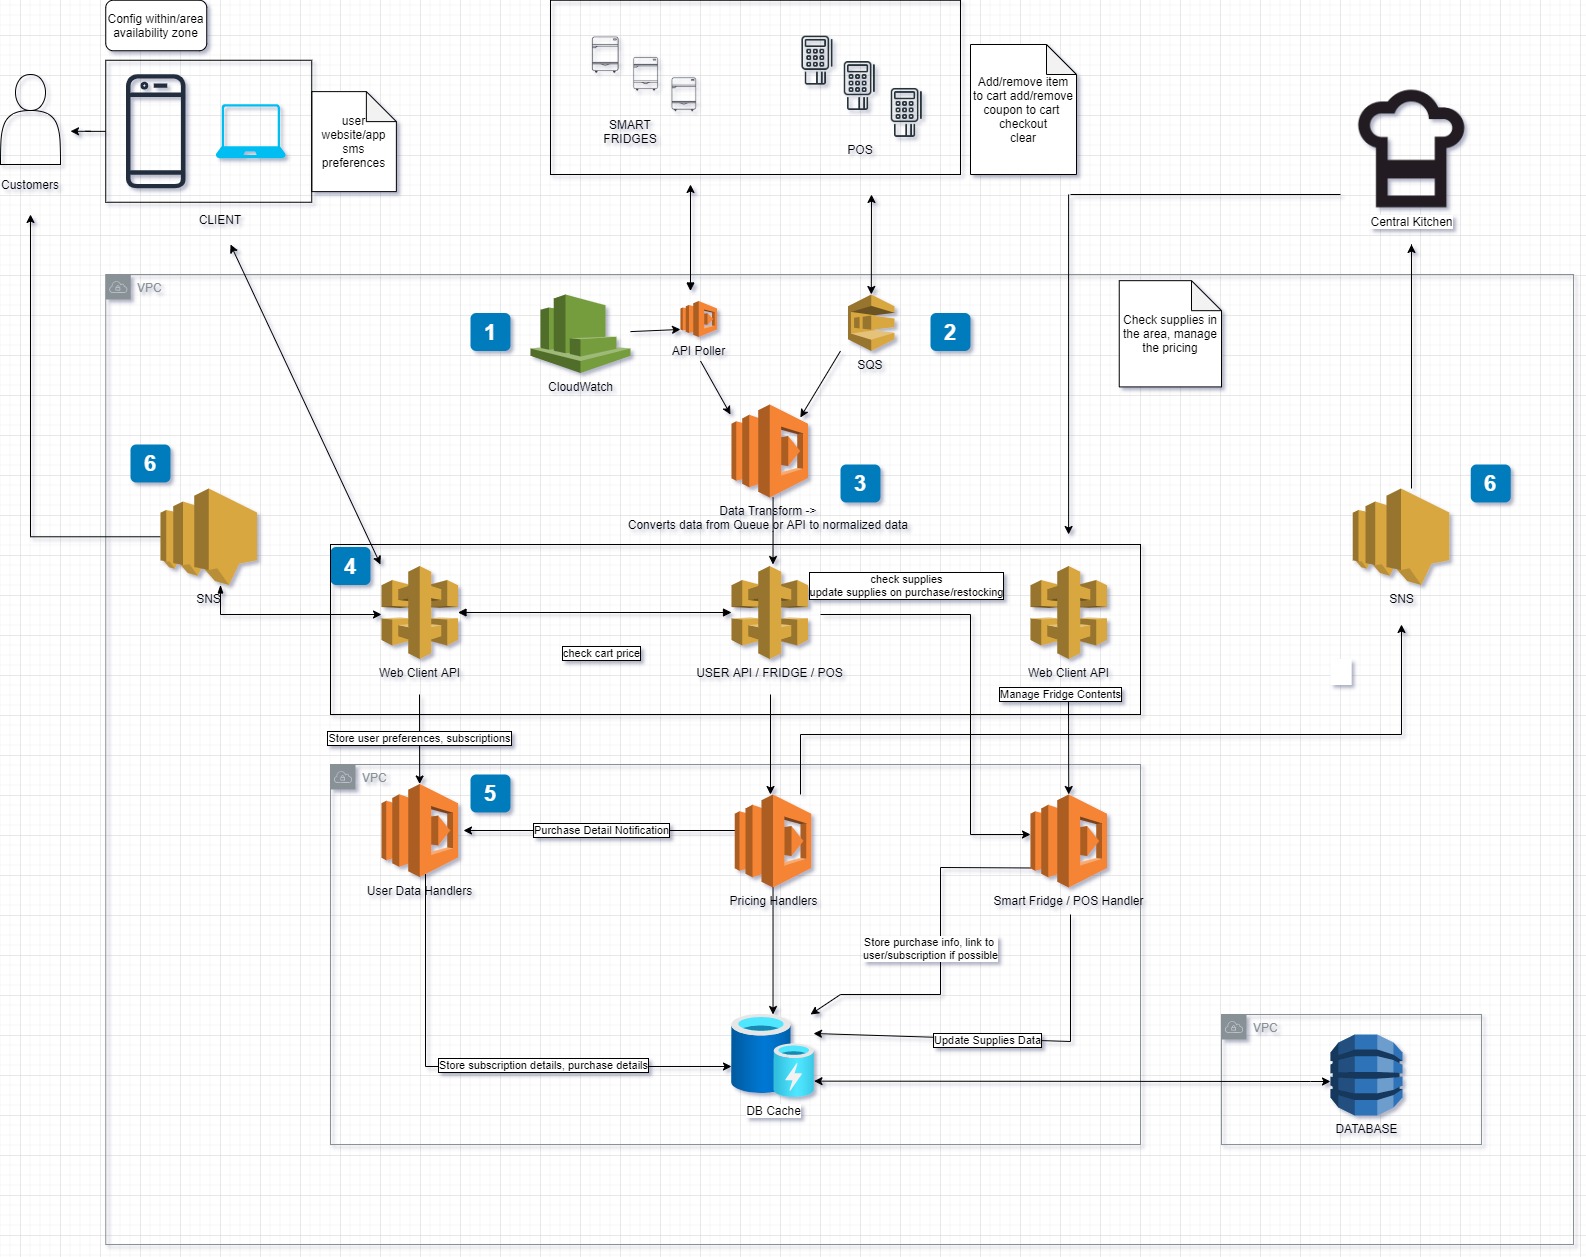 Config within/area
availability zone
Customers
CLIENT
user
website/app
sms
preferences
SMART
FRIDGES
POS
Add/remove item
to cart add/remove
coupon to cart
checkout
clear
Central Kitchen
VPC
1
CloudWatch
API Poller
SQS
2
Check supplies in
the area, manage
the pricing
6
SNS
3
Data Transform ->
Converts data from Queue or API to normalized data
6
SNS
4
Web Client API
check cart price
USER API / FRIDGE / POS
check supplies
update supplies on purchase/restocking
Web Client API
Manage Fridge Contents
Store user preferences, subscriptions
VPC
5
User Data Handlers
Purchase Detail Notification
Pricing Handlers
Smart Fridge / POS Handler
Store purchase info, link to
user/subscription if possible
Update Supplies Data
Store subscription details, purchase details
DB Cache
VPC
DATABASE